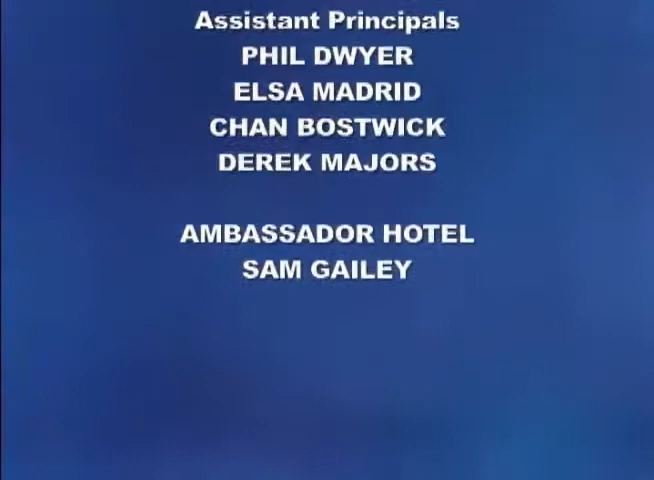 Assistant Principals
PHIL DWYER
ELSA MADRID
CHAN BOSTWICK
DEREK MAJORS
AMBASSADOR HOTEL
SAM GAILEY